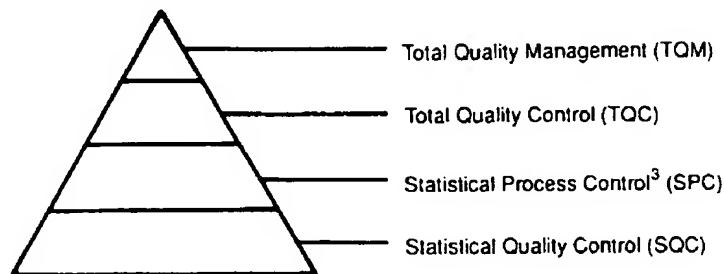 Total Quality Management (TQM)
Total Quality Control (TQC)
Statistical Process Control³ (SPC)
Statistical Quality Control (SQC)